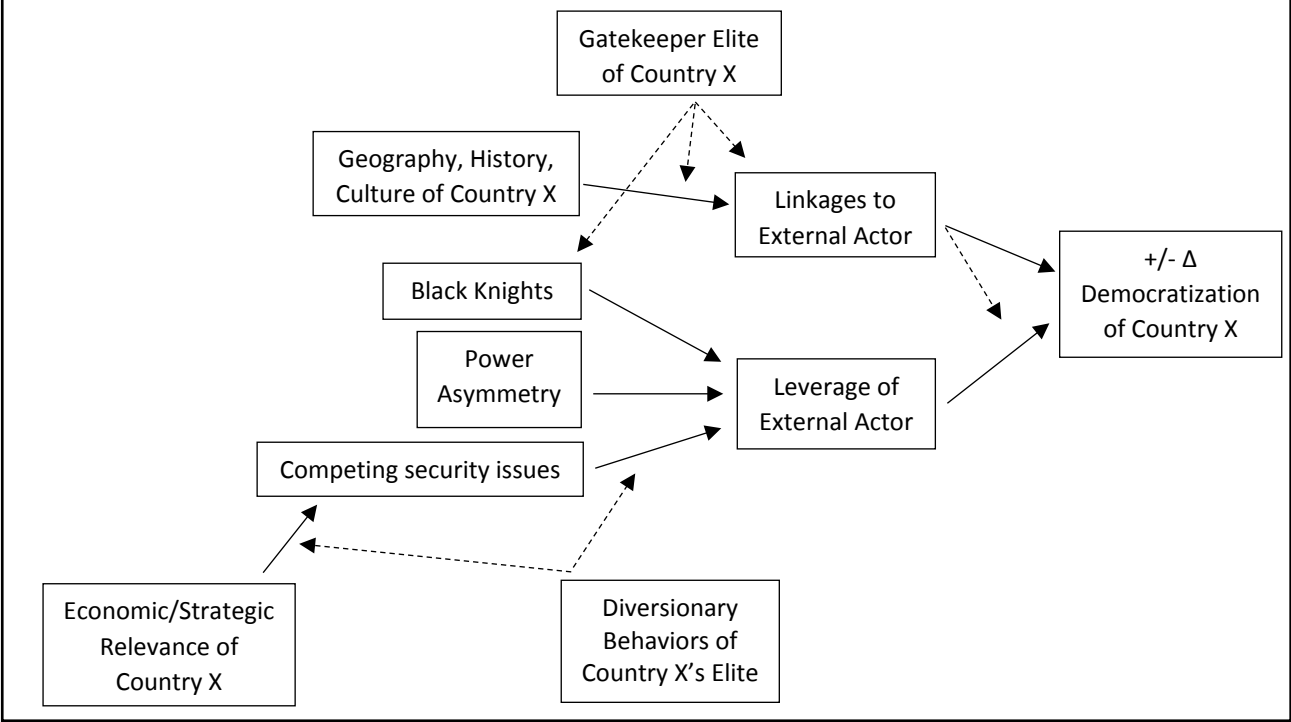 Gatekeeper Elite
of Country X
Geography, History,
Culture of Country X
Linkages to
External Actor
+/- Δ
Democratization
of Country X
Black Knights
Power
Asymmetry
Leverage of
External Actor
Competing security issues
Economic/Strategic
Relevance of
Country X
Diversionary
Behaviors of
Country X’s Elite